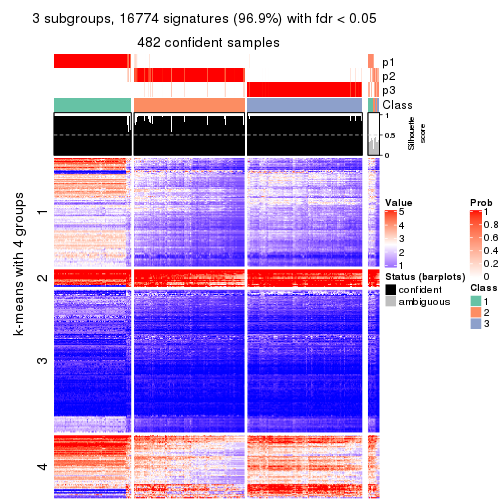 3 subgroups, 16774 signatures (96.9%) with fdr < 0.05
482 confident samples
p1
p2
p3
Class
1
0.5
0
Silhouette
score
k-means with 4 groups
1
2
3
4
Value
5
4
3
2
1
Status (barplots)
confident
ambiguous
Prob
1
0.8
0.6
0.4
0.2
0
Class
1
2
3